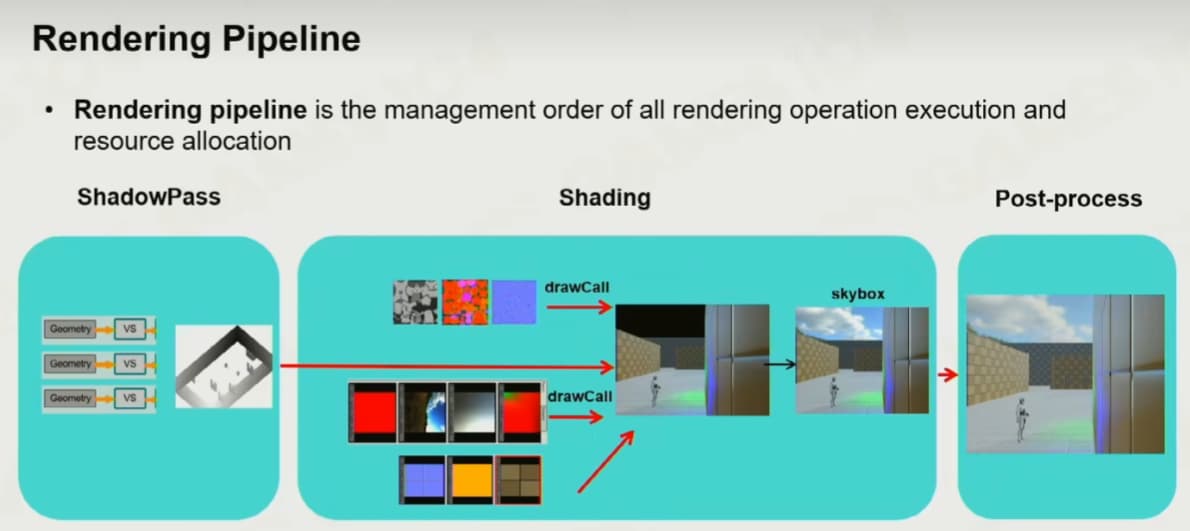 Rendering Pipeline
• Rendering pipeline is the management order of all rendering operation execution and
resource allocation
ShadowPass
Shading
Post-process
Geometry VS
Geometry VS
Geometry VS
drawCall
drawCall
skybox